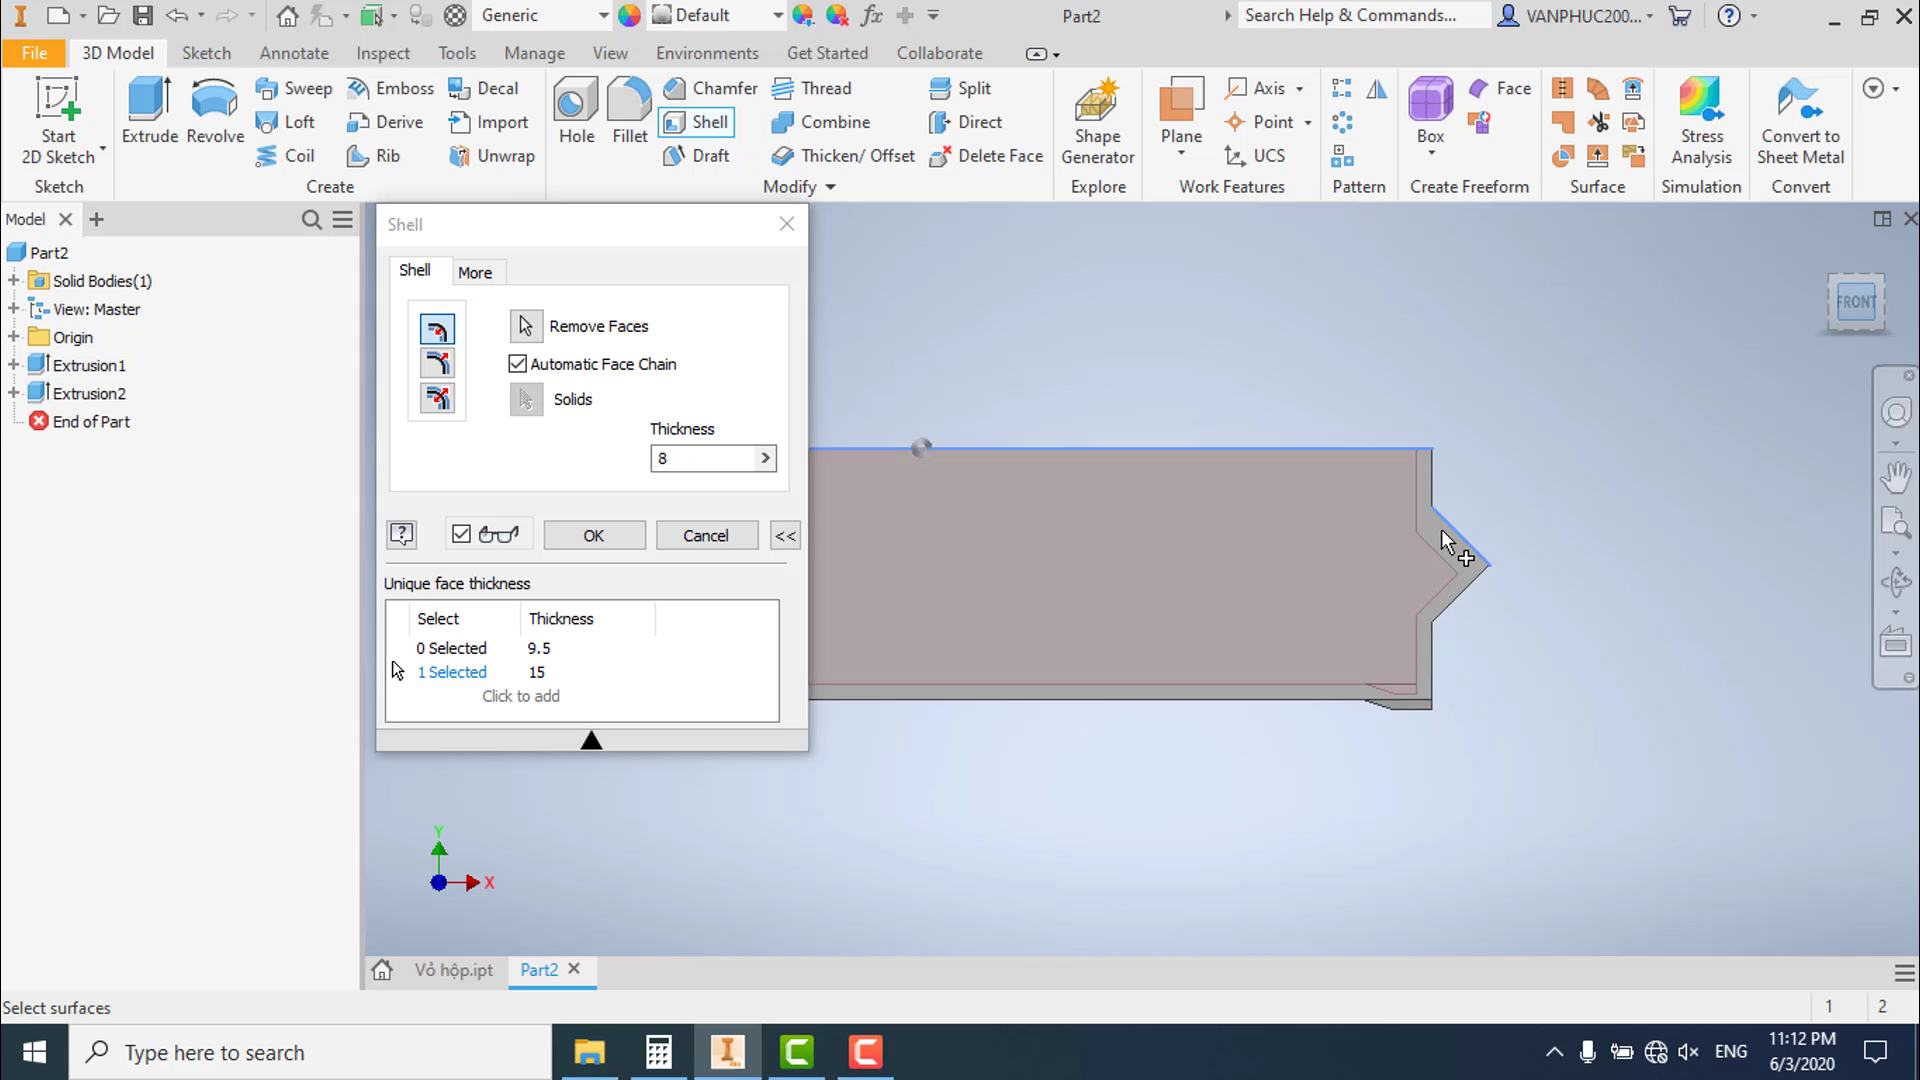 Generic
Default
Part2
Search Help & Commands...
VANPHUC200...
File
3D Model
Sketch
Annotate
Inspect
Tools
Manage
View
Environments
Get Started
Collaborate
Start
2D Sketch
Extrude
Revolve
Sweep
Loft
Coil
Emboss
Derive
Rib
Decal
Import
Unwrap
Hole
Fillet
Chamfer
Shell
Draft
Thread
Combine
Thicken/ Offset
Split
Direct
Delete Face
Shape
Generator
Plane
Axis
Point
UCS
Box
Face
Stress
Analysis
Convert to
Sheet Metal
Sketch
Create
Modify
Explore
Work Features
Pattern
Create Freeform
Surface
Simulation
Convert
Model
Part2
Solid Bodies(1)
View: Master
Origin
Extrusion1
Extrusion2
End of Part
Shell
Shell
More
Remove Faces
Automatic Face Chain
Solids
Thickness
8
OK
Cancel
<<
Unique face thickness
Select Thickness
0 Selected 9.5
1 Selected 15
Click to add
FRONT
Y
X
Vỏ hộp.ipt
Part2
Select surfaces
1 2
Type here to search
ENG
11:12 PM
6/3/2020